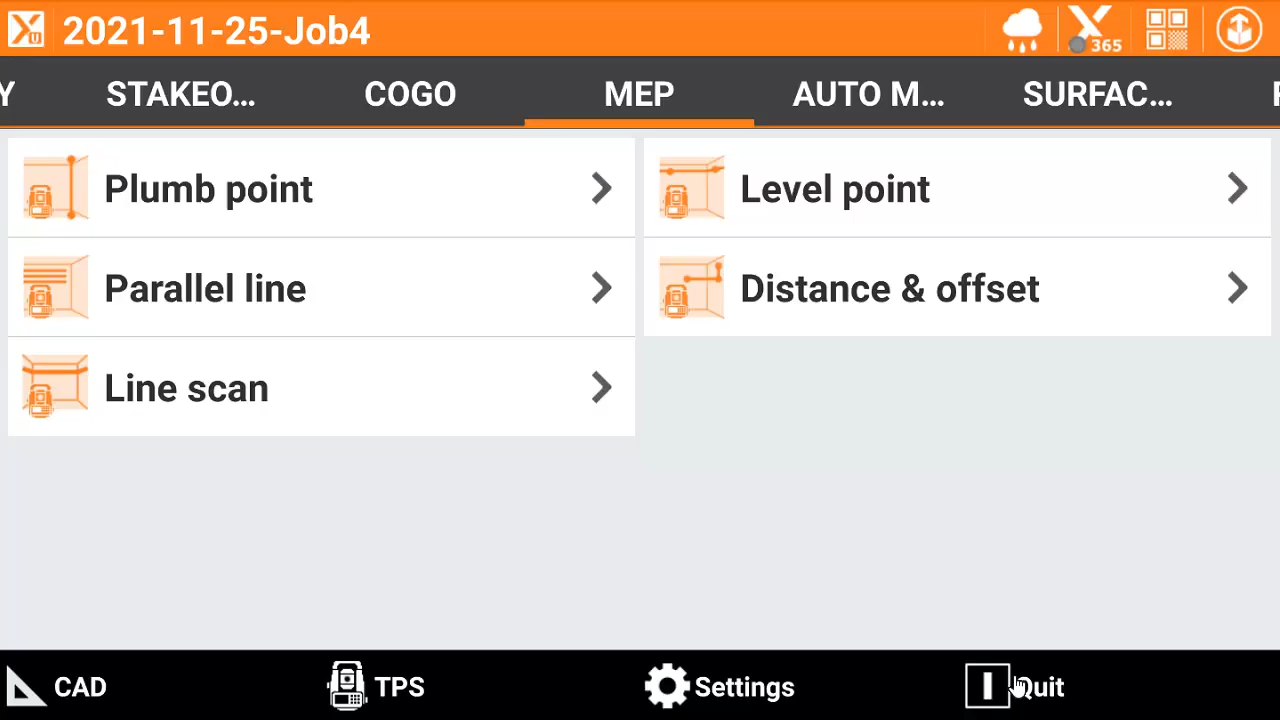 2021-11-25-Job4
365
Y STAKEO... COGO MEP AUTO M... SURFAC...
Plumb point
Level point
Parallel line
Distance & offset
Line scan
CAD TPS Settings Quit